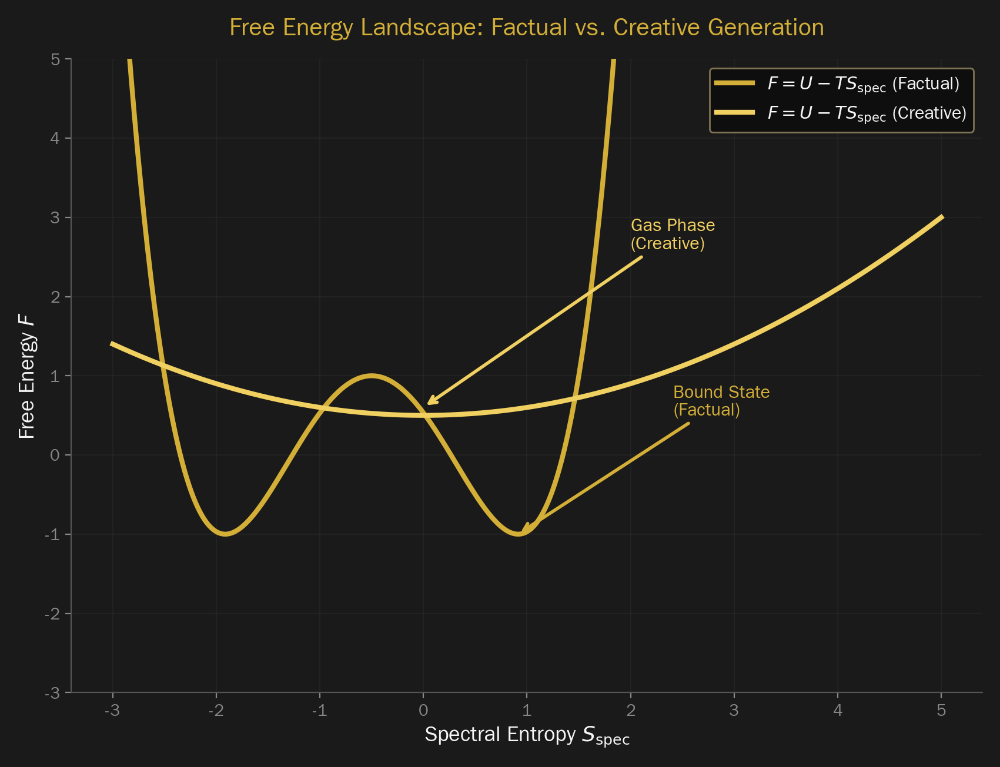 Free Energy Landscape: Factual vs. Creative Generation
F = U − TS_spec (Factual)
F = U − TS_spec (Creative)
Gas Phase
(Creative)
Bound State
(Factual)
Free Energy F
5
4
3
2
1
0
-1
-2
-3
-3 -2 -1 0 1 2 3 4 5
Spectral Entropy S_spec